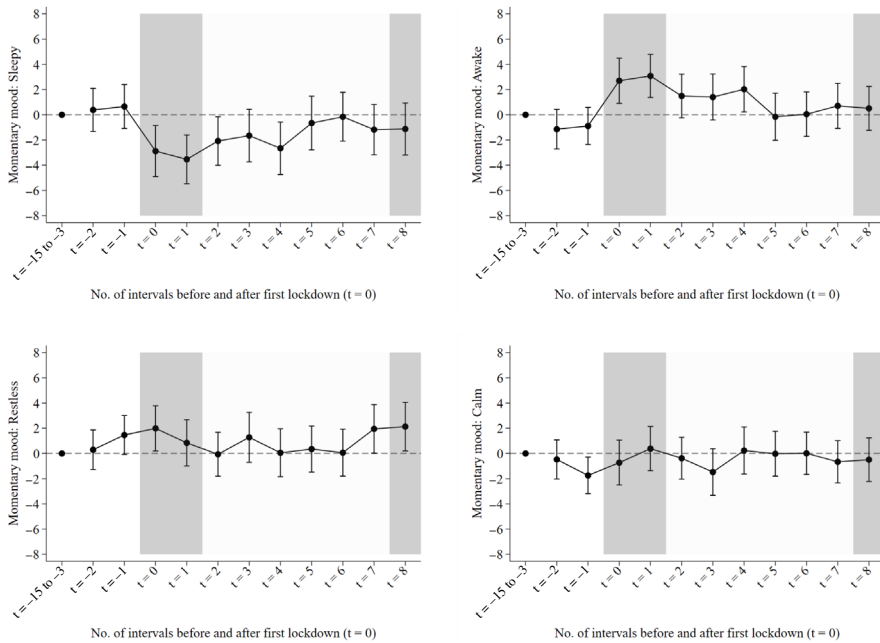 Momentary mood: Sleepy
8
6
4
2
0
−2
−4
−6
−8
t = −15 to −3
t = −2
t = −1
t = 0
t = 1
t = 2
t = 3
t = 4
t = 5
t = 6
t = 7
t = 8
No. of intervals before and after first lockdown (t = 0)
Momentary mood: Awake
8
6
4
2
0
−2
−4
−6
−8
t = −15 to −3
t = −2
t = −1
t = 0
t = 1
t = 2
t = 3
t = 4
t = 5
t = 6
t = 7
t = 8
No. of intervals before and after first lockdown (t = 0)
Momentary mood: Restless
8
6
4
2
0
−2
−4
−6
−8
t = −15 to −3
t = −2
t = −1
t = 0
t = 1
t = 2
t = 3
t = 4
t = 5
t = 6
t = 7
t = 8
No. of intervals before and after first lockdown (t = 0)
Momentary mood: Calm
8
6
4
2
0
−2
−4
−6
−8
t = −15 to −3
t = −2
t = −1
t = 0
t = 1
t = 2
t = 3
t = 4
t = 5
t = 6
t = 7
t = 8
No. of intervals before and after first lockdown (t = 0)